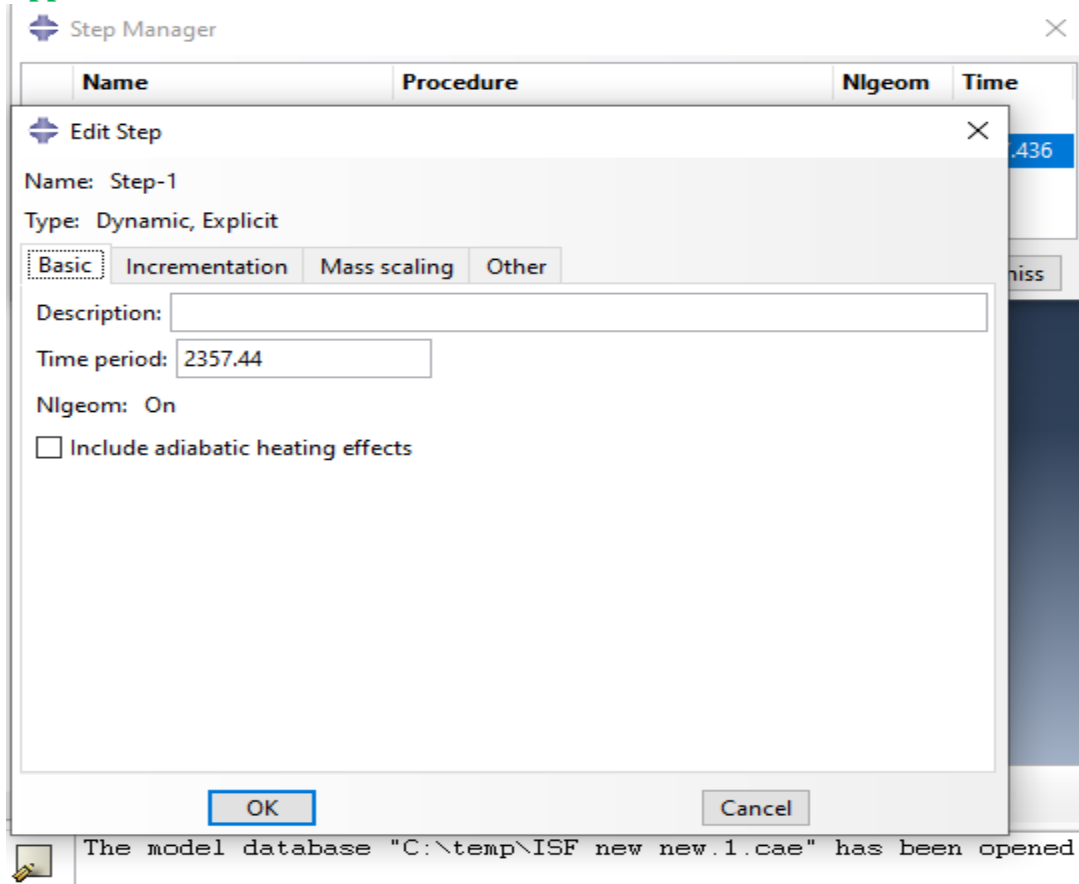 Step Manager
Name Procedure Nlgeom Time
Edit Step
.436
Name: Step-1
Type: Dynamic, Explicit
Basic Incrementation Mass scaling Other
niss
Description:
Time period: 2357.44
Nlgeom: On
Include adiabatic heating effects
OK Cancel
The model database "C:\temp\ISF new new.1.cae" has been opened